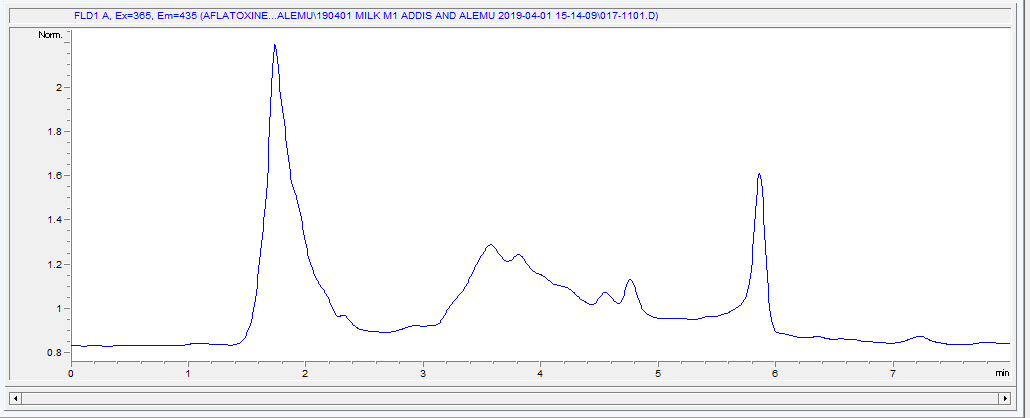 FLD1 A, Ex=365, Em=435 (AFLATOXINE...ALEMU\190401 MILK M1 ADDIS AND ALEMU 2019-04-01 15-14-09\017-1101.D)
Norm.
2
1.8
1.6
1.4
1.2
1
0.8
0 1 2 3 4 5 6 7 min